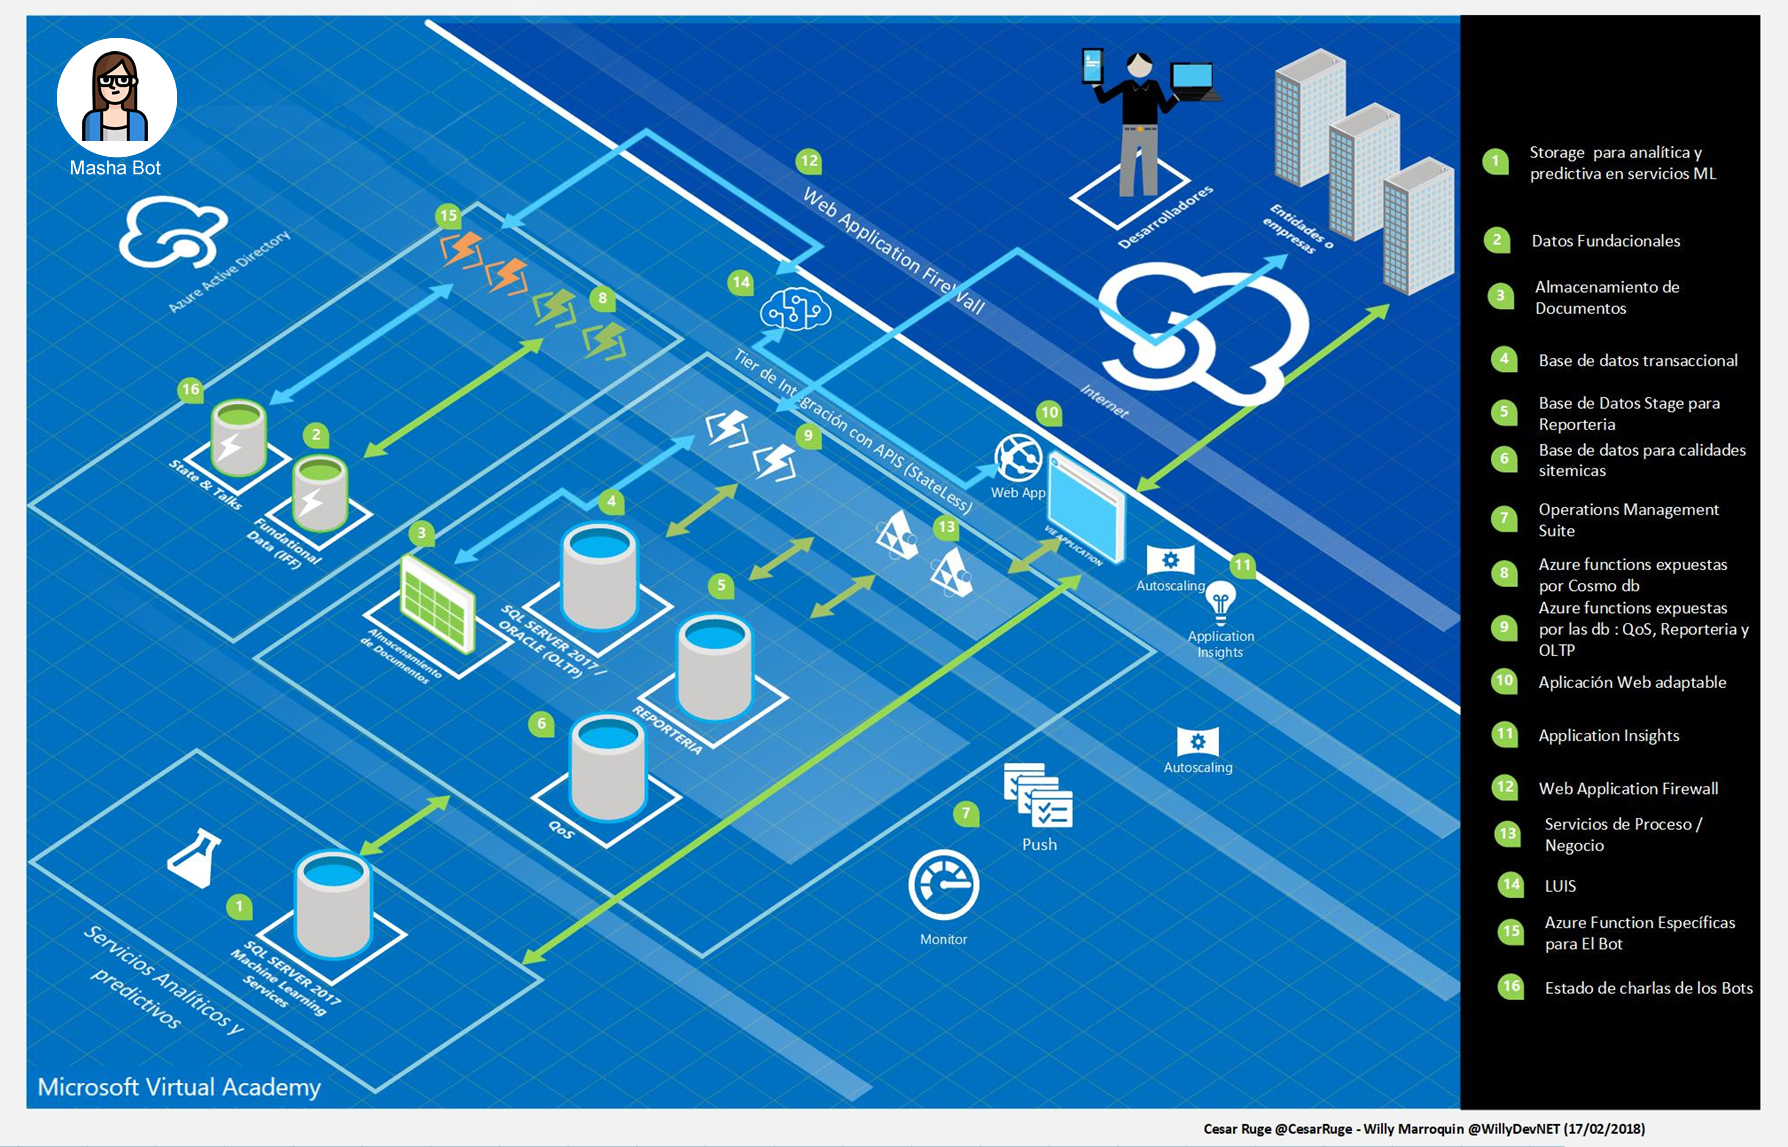 Masha Bot
Azure Active Directory
15
8
16
State & Talks
2
Fundational
Data (IFF)
12
Web Application FireWall
14
Tier de Integración con APIS (StateLess)
Desarrolladores
Entidades o
empresas
Internet
9
10
Web App
VIE APPLICATION
13
Autoscaling
11
Application
Insights
3
Almacenamiento
de Documentos
4
SQL SERVER 2017 /
ORACLE (OLTP)
5
REPORTERIA
6
QoS
Autoscaling
7
Push
Monitor
1
SQL SERVER 2017
Machine Learning
Services
Servicios Analíticos y
predictivos
Microsoft Virtual Academy
1
Storage para analítica y
predictiva en servicios ML
2
Datos Fundacionales
3
Almacenamiento de
Documentos
4
Base de datos transaccional
5
Base de Datos Stage para
Reporteria
6
Base de datos para calidades
sitemicas
7
Operations Management
Suite
8
Azure functions expuestas
por Cosmo db
9
Azure functions expuestas
por las db : QoS, Reporteria y
OLTP
10
Aplicación Web adaptable
11
Application Insights
12
Web Application Firewall
13
Servicios de Proceso /
Negocio
14
LUIS
15
Azure Function Específicas
para El Bot
16
Estado de charlas de los Bots
Cesar Ruge @CesarRuge - Willy Marroquin @WillyDevNET (17/02/2018)